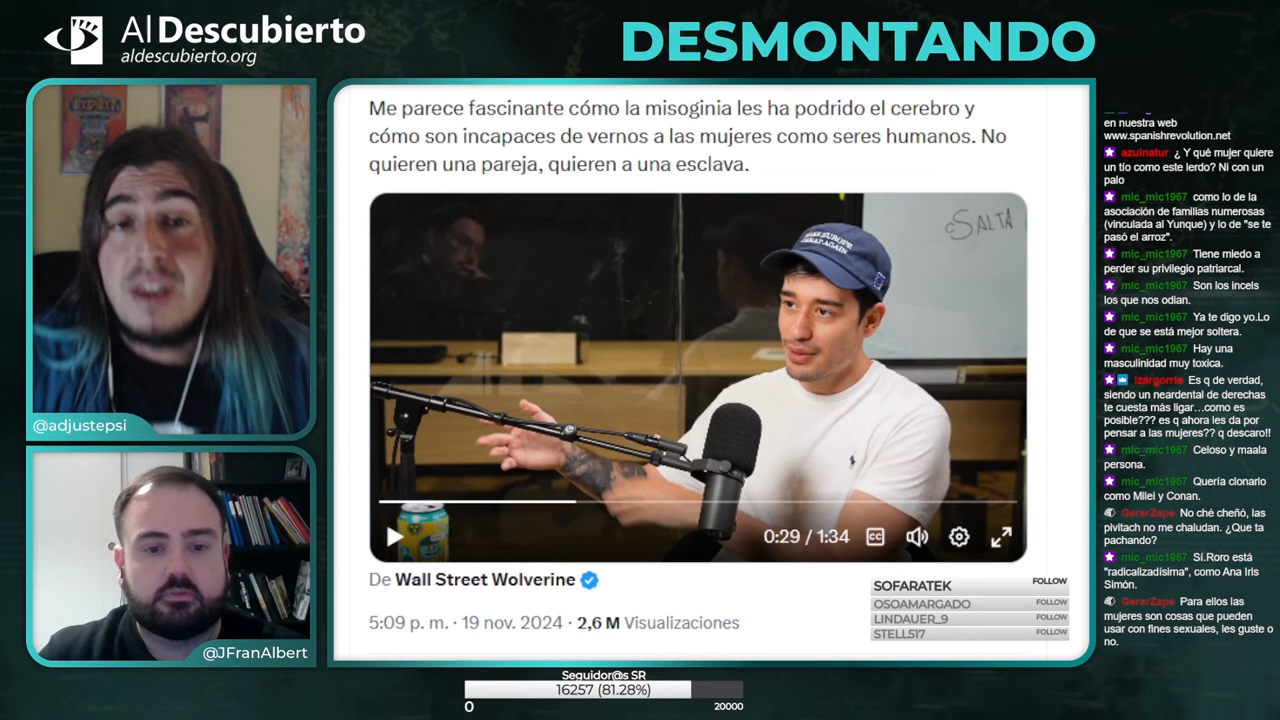 Al Descubierto
aldescubierto.org
DESMONTANDO
@adjustepsi
@JFranAlbert
Me parece fascinante cómo la misoginia les ha podrido el cerebro y
cómo son incapaces de vernos a las mujeres como seres humanos. No
quieren una pareja, quieren a una esclava.
SALTA
0:29 / 1:34
CC
De Wall Street Wolverine
5:09 p. m. · 19 nov. 2024 · 2,6 M Visualizaciones
SOFARATEK FOLLOW
OSOAMARGADO FOLLOW
LINDAUER_9 FOLLOW
STELL517 FOLLOW
Seguidor@s SR
16257 (81.28%)
0 20000
en nuestra web
www.spanishrevolution.net
azulnatur ¿ Y qué mujer quiere
un tío como este lerdo? Ni con un
palo
mic_mic1967 como lo de la
asociación de familias numerosas
(vinculada al Yunque) y lo de "se te
pasó el arroz".
mic_mic1967 Tiene miedo a
perder su privilegio patriarcal.
mic_mic1967 Son los incels
los que nos odian.
mic_mic1967 Ya te digo yo.Lo
de que se está mejor soltera.
mic_mic1967 Hay una
masculinidad muy toxica.
izargorria Es q de verdad,
siendo un neardental de derechas
te cuesta más ligar…como es
posible??? es q ahora les da por
pensar a las mujeres?? q descaro!!
mic_mic1967 Celoso y maala
persona.
mic_mic1967 Quería clonarlo
como Milei y Conan.
GerarZape No ché cheñó, las
pivitach no me chaludan. ¿Que ta
pachando?
mic_mic1967 Sí.Roro está
"radicalizadísima", como Ana Iris
Simón.
GerarZape Para ellos las
mujeres son cosas que pueden
usar con fines sexuales, les guste o
no.